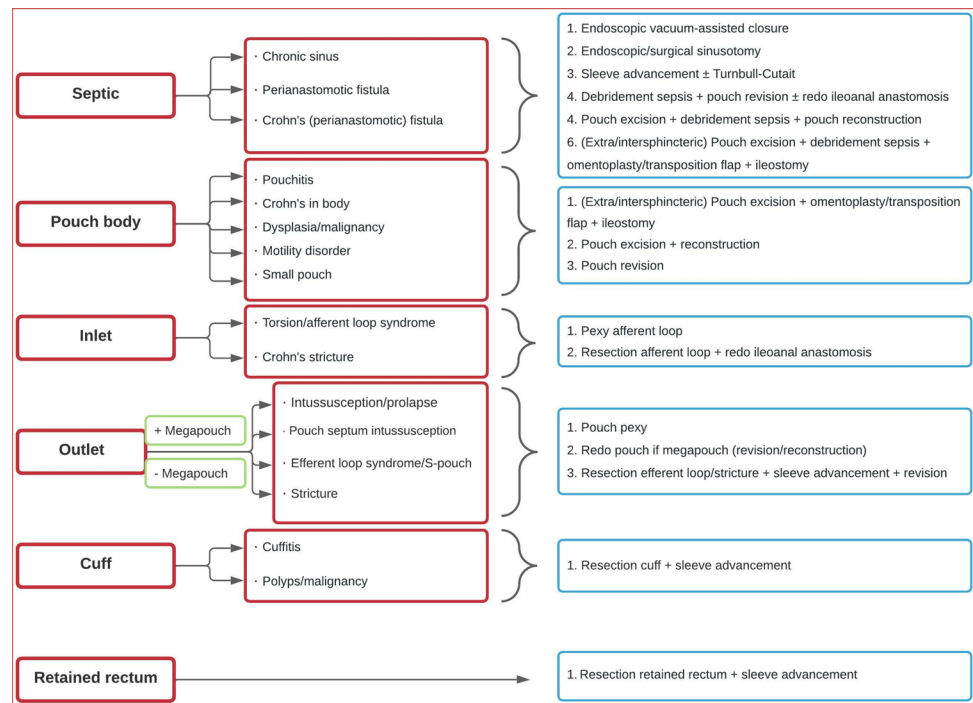 Septic
· Chronic sinus
· Perianastomotic fistula
· Crohn's (perianastomotic) fistula
1. Endoscopic vacuum-assisted closure
2. Endoscopic/surgical sinusotomy
3. Sleeve advancement ± Turnbull-Cutait
4. Debridement sepsis + pouch revision ± redo ileoanal anastomosis
4. Pouch excision + debridement sepsis + pouch reconstruction
6. (Extra/intersphincteric) Pouch excision + debridement sepsis +
omentoplasty/transposition flap + ileostomy
Pouch body
· Pouchitis
· Crohn's in body
· Dysplasia/malignancy
· Motility disorder
· Small pouch
1. (Extra/intersphincteric) Pouch excision + omentoplasty/transposition
flap + ileostomy
2. Pouch excision + reconstruction
3. Pouch revision
Inlet
· Torsion/afferent loop syndrome
· Crohn's stricture
1. Pexy afferent loop
2. Resection afferent loop + redo ileoanal anastomosis
Outlet
+ Megapouch
- Megapouch
· Intussusception/prolapse
· Pouch septum intussusception
· Efferent loop syndrome/S-pouch
· Stricture
1. Pouch pexy
2. Redo pouch if megapouch (revision/reconstruction)
3. Resection efferent loop/stricture + sleeve advancement + revision
Cuff
· Cuffitis
· Polyps/malignancy
1. Resection cuff + sleeve advancement
Retained rectum
1. Resection retained rectum + sleeve advancement